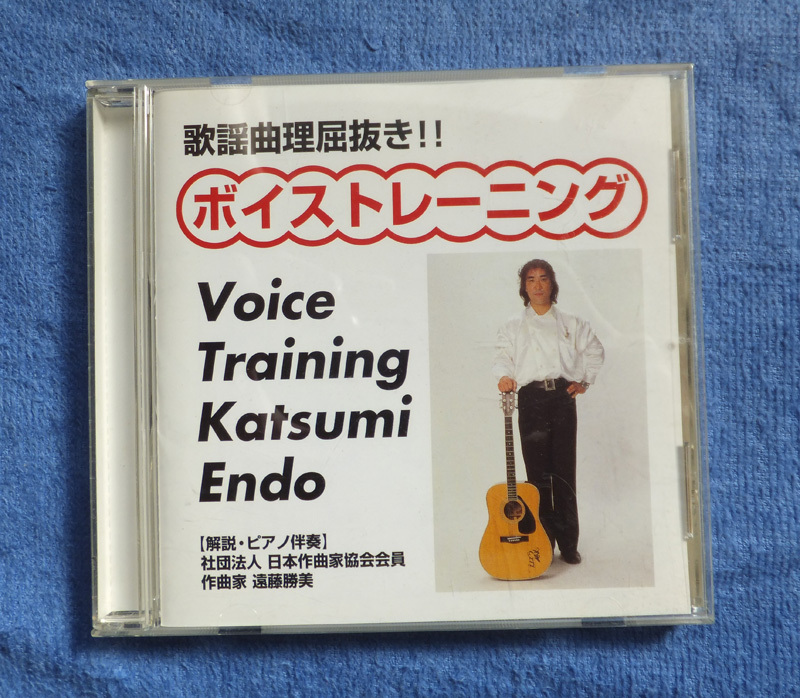 歌謡曲理屈抜き!!
ボイストレーニング
Voice
Training
Katsumi
Endo
【解説・ピアノ伴奏】
社団法人 日本作曲家協会会員
作曲家 遠藤勝美